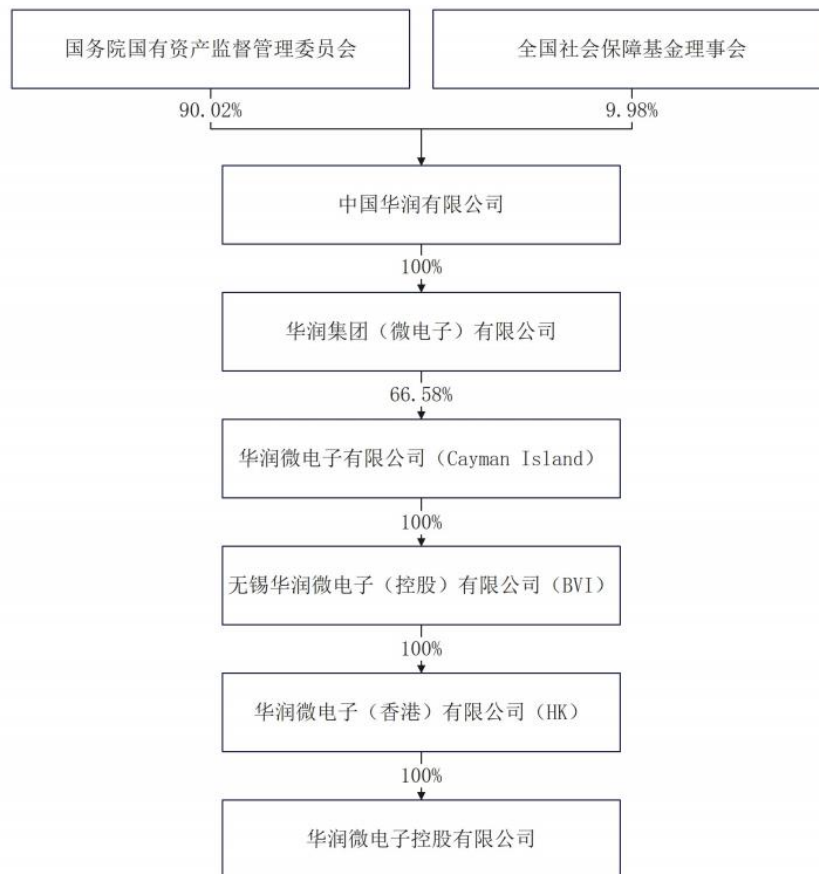 国务院国有资产监督管理委员会
全国社会保障基金理事会
90.02%
9.98%
中国华润有限公司
100%
华润集团（微电子）有限公司
66.58%
华润微电子有限公司（Cayman Island）
100%
无锡华润微电子（控股）有限公司（BVI）
100%
华润微电子（香港）有限公司（HK）
100%
华润微电子控股有限公司